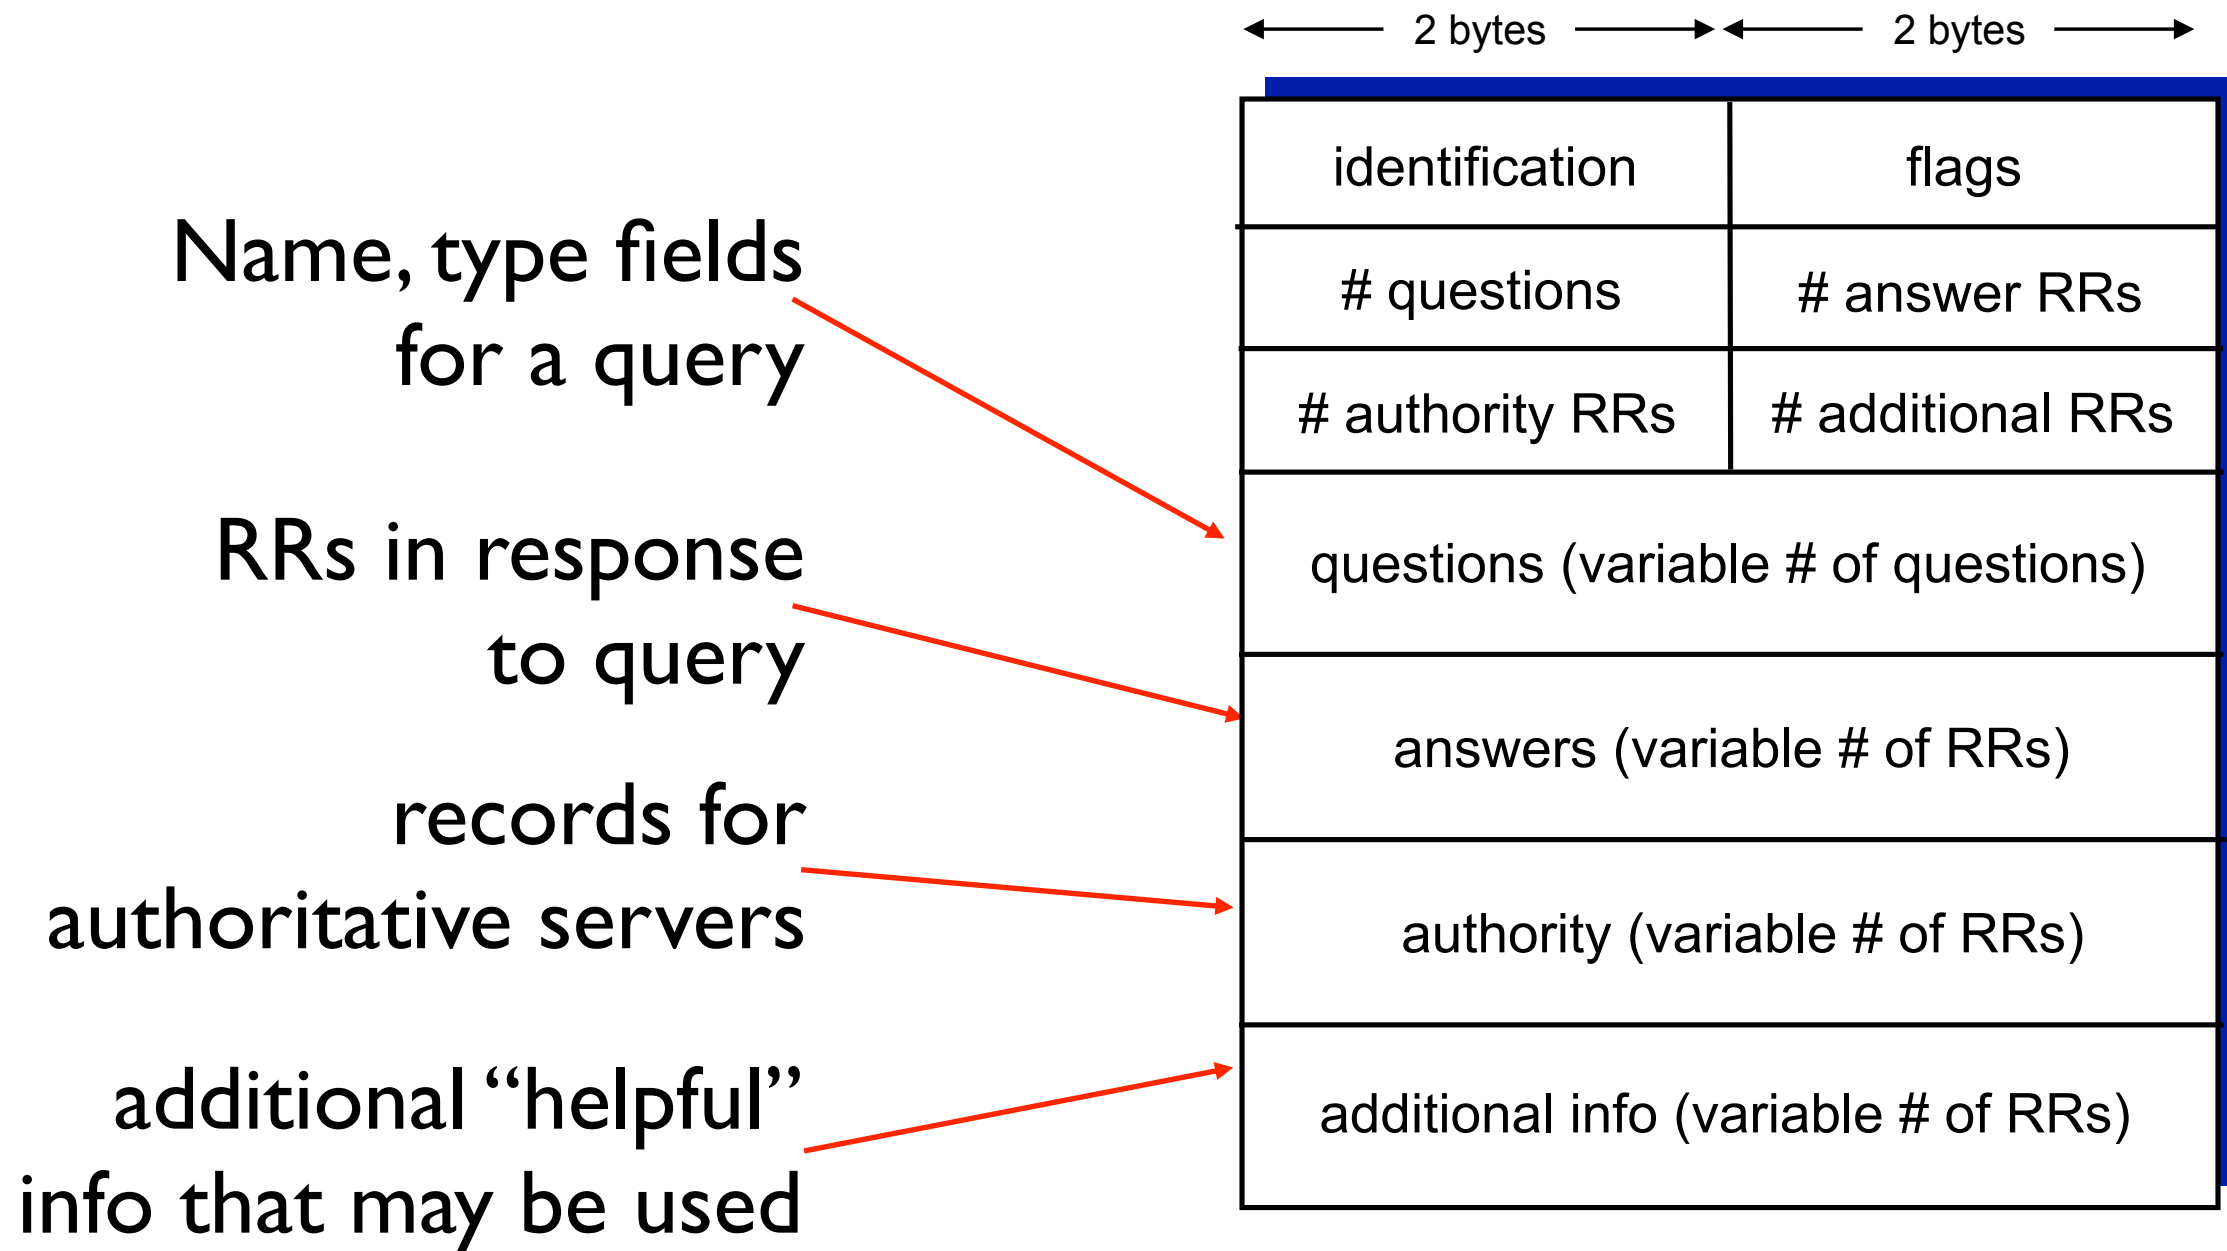 2 bytes 2 bytes
identification flags
# questions # answer RRs
# authority RRs # additional RRs
questions (variable # of questions)
answers (variable # of RRs)
authority (variable # of RRs)
additional info (variable # of RRs)
Name, type fields
for a query
RRs in response
to query
records for
authoritative servers
additional “helpful”
info that may be used